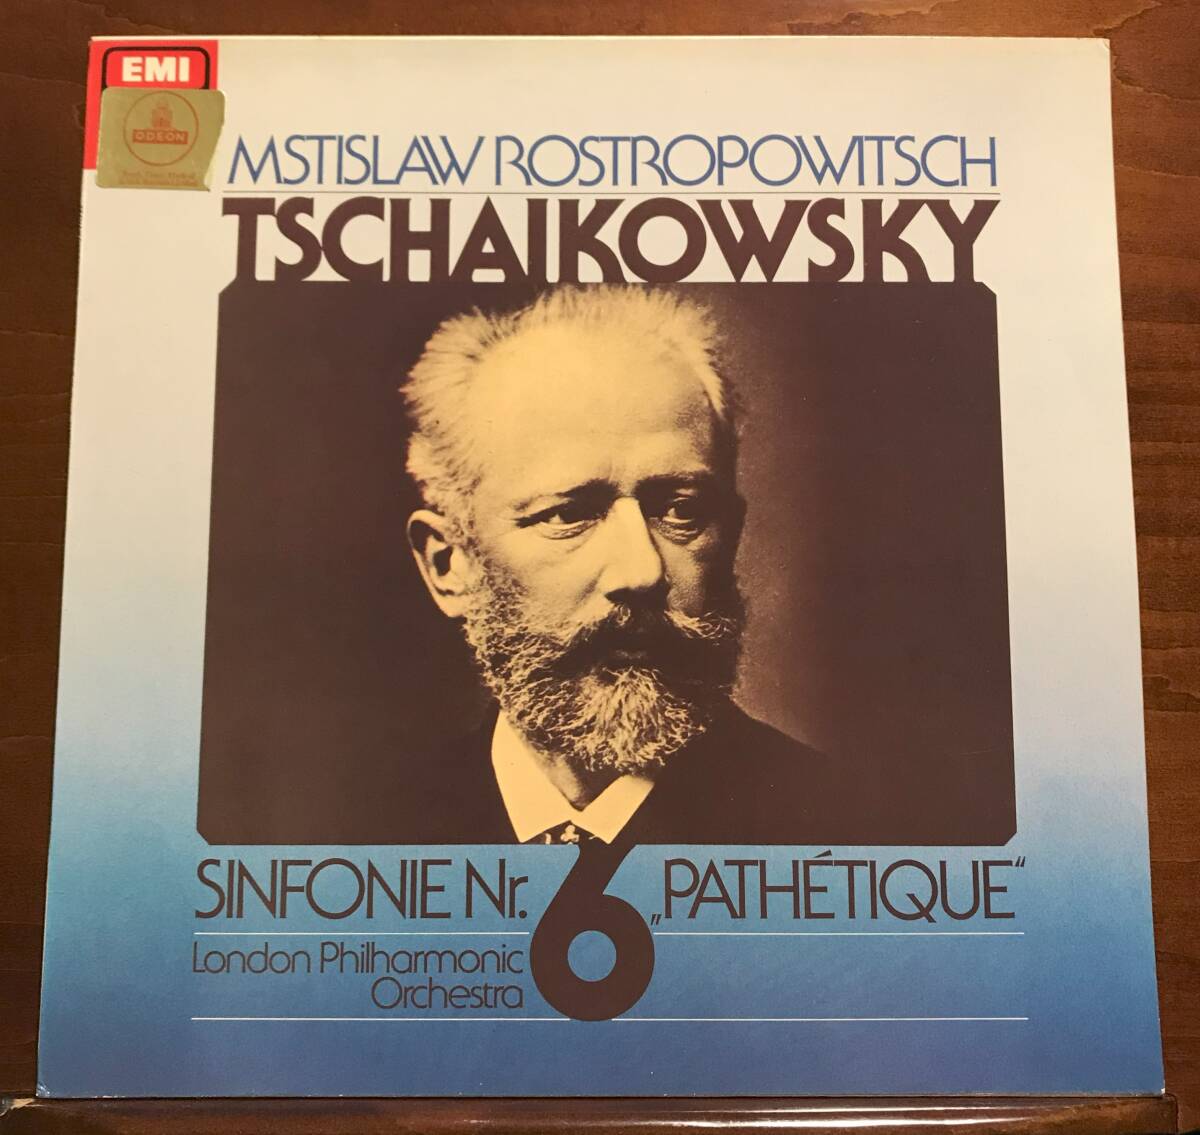 EMI
ODEON
MSTISLAW ROSTROPOWITSCH
TSCHAIKOWSKY
SINFONIE Nr. 6 „PATHÉTIQUE“
London Philharmonic
Orchestra